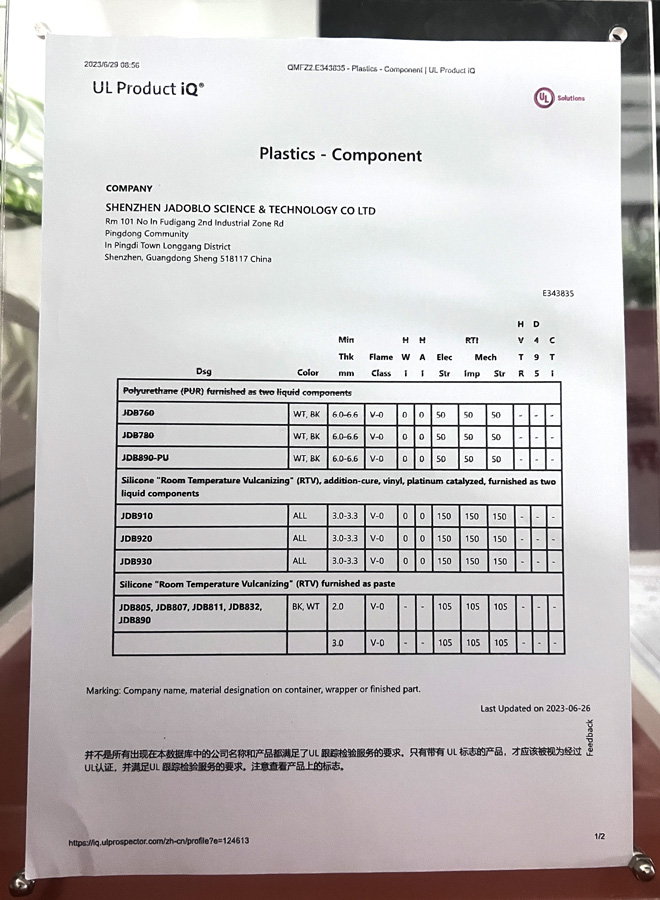 2023/6/29 08:56
QMFZ2.E343835 - Plastics - Component | UL Product iQ
UL Product iQ®
UL Solutions
Plastics - Component
COMPANY
SHENZHEN JADOBLO SCIENCE & TECHNOLOGY CO LTD
Rm 101 No In Fudigang 2nd Industrial Zone Rd
Pingdong Community
In Pingdi Town Longgang District
Shenzhen, Guangdong Sheng 518117 China
E343835
H D
Min H H RTI V 4 C
Thk Flame W A Elec Mech T 9 T
Dsg Color mm Class I I Str Imp Str R 5 I
Polyurethane (PUR) furnished as two liquid components
JDB760 WT, BK 6.0-6.6 V-0 0 0 50 50 50 - - -
JDB780 WT, BK 6.0-6.6 V-0 0 0 50 50 50 - - -
JDB890-PU WT, BK 6.0-6.6 V-0 0 0 50 50 50 - - -
Silicone "Room Temperature Vulcanizing" (RTV), addition-cure, vinyl, platinum catalyzed, furnished as two
liquid components
JDB910 ALL 3.0-3.3 V-0 0 0 150 150 150 - - -
JDB920 ALL 3.0-3.3 V-0 0 0 150 150 150 - - -
JDB930 ALL 3.0-3.3 V-0 0 0 150 150 150 - - -
Silicone "Room Temperature Vulcanizing" (RTV) furnished as paste
JDB805, JDB807, JDB811, JDB832, BK, WT 2.0 V-0 - - 105 105 105 - - -
JDB890
3.0 V-0 - - 105 105 105 - - -
Marking: Company name, material designation on container, wrapper or finished part.
Last Updated on 2023-06-26
Feedback
并不是所有出现在本数据库中的公司名称和产品都满足了UL 跟踪检验服务的要求。只有带有 UL 标志的产品，才应该被视为经过
UL认证，并满足UL 跟踪检验服务的要求。注意查看产品上的标志。
https://iq.ulprospector.com/zh-cn/profile?e=124613
1/2